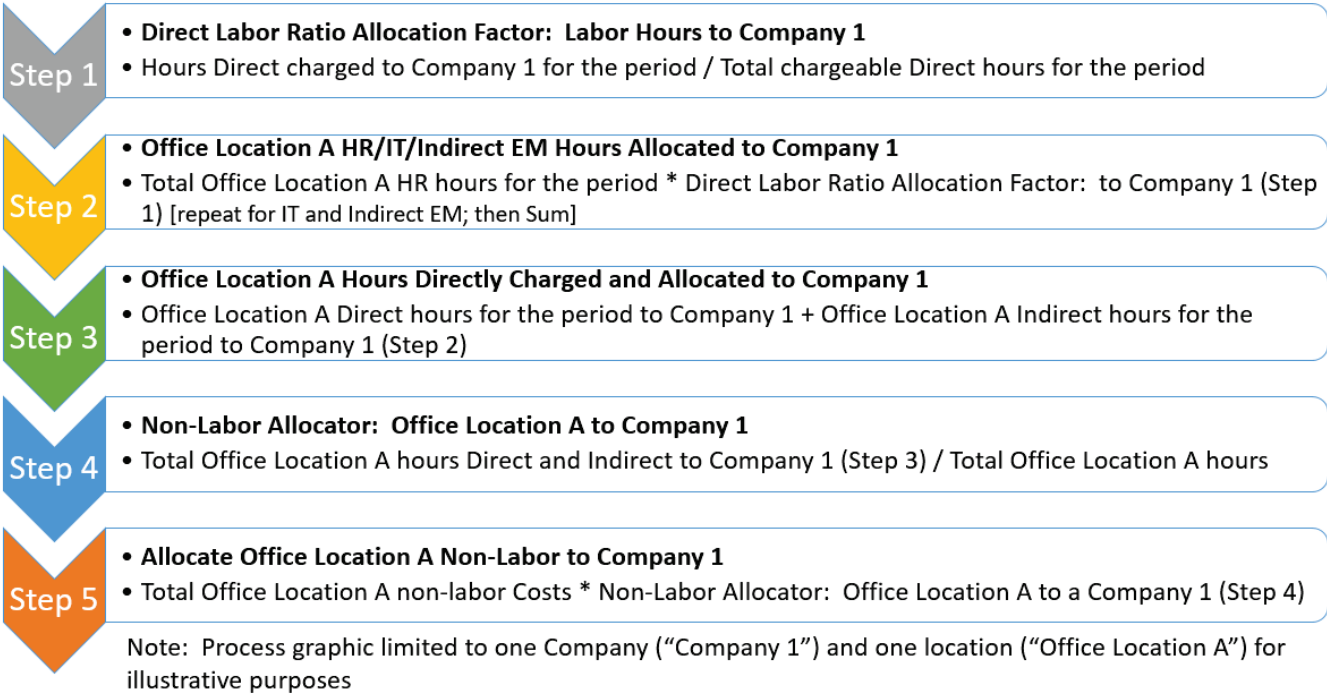 Step 1
• Direct Labor Ratio Allocation Factor:  Labor Hours to Company 1
• Hours Direct charged to Company 1 for the period / Total chargeable Direct hours for the period
Step 2
• Office Location A HR/IT/Indirect EM Hours Allocated to Company 1
• Total Office Location A HR hours for the period * Direct Labor Ratio Allocation Factor:  to Company 1 (Step
1) [repeat for IT and Indirect EM; then Sum]
Step 3
• Office Location A Hours Directly Charged and Allocated to Company 1
• Office Location A Direct hours for the period to Company 1 + Office Location A Indirect hours for the
period to Company 1 (Step 2)
Step 4
• Non-Labor Allocator:  Office Location A to Company 1
• Total Office Location A hours Direct and Indirect to Company 1 (Step 3) / Total Office Location A hours
Step 5
• Allocate Office Location A Non-Labor to Company 1
• Total Office Location A non-labor Costs * Non-Labor Allocator:  Office Location A to a Company 1 (Step 4)
Note:  Process graphic limited to one Company (“Company 1”) and one location (“Office Location A”) for
illustrative purposes